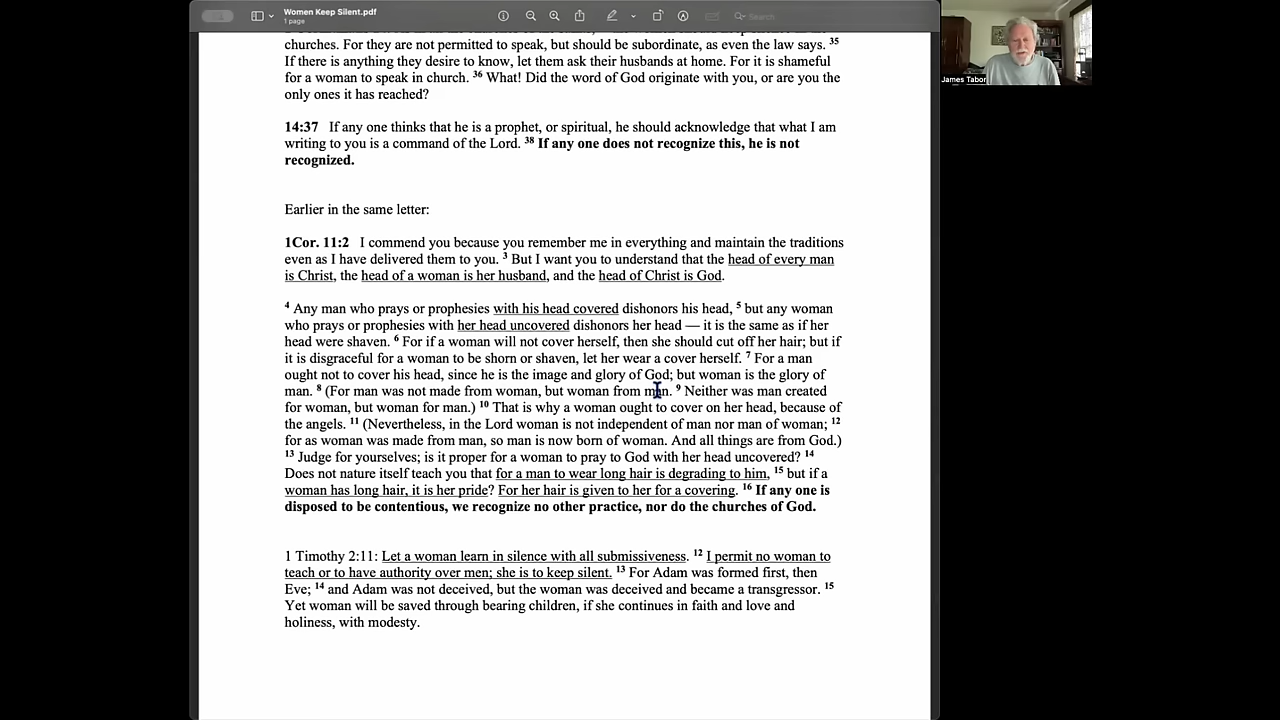 Women Keep Silent.pdf
1 page
Search
James Tabor
churches. For they are not permitted to speak, but should be subordinate, as even the law says. 35
If there is anything they desire to know, let them ask their husbands at home. For it is shameful
for a woman to speak in church. 36 What! Did the word of God originate with you, or are you the
only ones it has reached?
14:37 If any one thinks that he is a prophet, or spiritual, he should acknowledge that what I am
writing to you is a command of the Lord. 38 If any one does not recognize this, he is not
recognized.
Earlier in the same letter:
1Cor. 11:2 I commend you because you remember me in everything and maintain the traditions
even as I have delivered them to you. 3 But I want you to understand that the head of every man
is Christ, the head of a woman is her husband, and the head of Christ is God.
4 Any man who prays or prophesies with his head covered dishonors his head, 5 but any woman
who prays or prophesies with her head uncovered dishonors her head — it is the same as if her
head were shaven. 6 For if a woman will not cover herself, then she should cut off her hair; but if
it is disgraceful for a woman to be shorn or shaven, let her wear a cover herself. 7 For a man
ought not to cover his head, since he is the image and glory of God; but woman is the glory of
man. 8 (For man was not made from woman, but woman from man. 9 Neither was man created
for woman, but woman for man.) 10 That is why a woman ought to cover on her head, because of
the angels. 11 (Nevertheless, in the Lord woman is not independent of man nor man of woman; 12
for as woman was made from man, so man is now born of woman. And all things are from God.)
13 Judge for yourselves; is it proper for a woman to pray to God with her head uncovered? 14
Does not nature itself teach you that for a man to wear long hair is degrading to him, 15 but if a
woman has long hair, it is her pride? For her hair is given to her for a covering. 16 If any one is
disposed to be contentious, we recognize no other practice, nor do the churches of God.
1 Timothy 2:11: Let a woman learn in silence with all submissiveness. 12 I permit no woman to
teach or to have authority over men; she is to keep silent. 13 For Adam was formed first, then
Eve; 14 and Adam was not deceived, but the woman was deceived and became a transgressor. 15
Yet woman will be saved through bearing children, if she continues in faith and love and
holiness, with modesty.